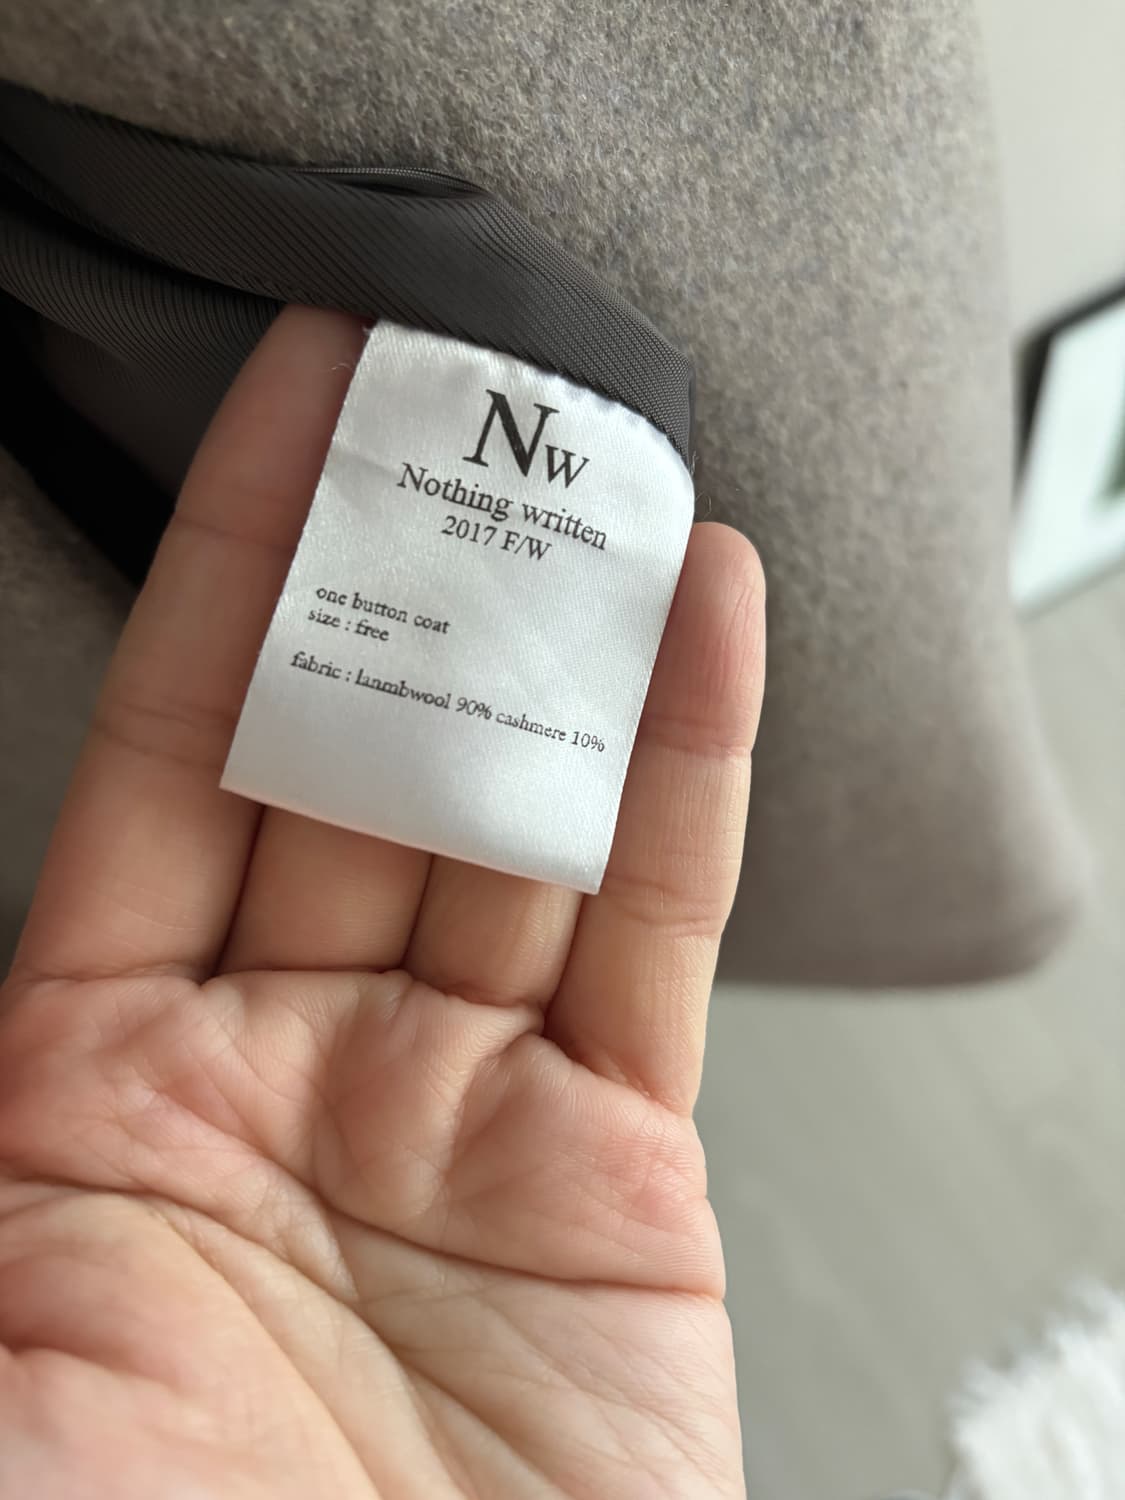 Nw
Nothing written
2017 F/W
one button coat
size : free
fabric : lanmbwool 90% cashmere 10%